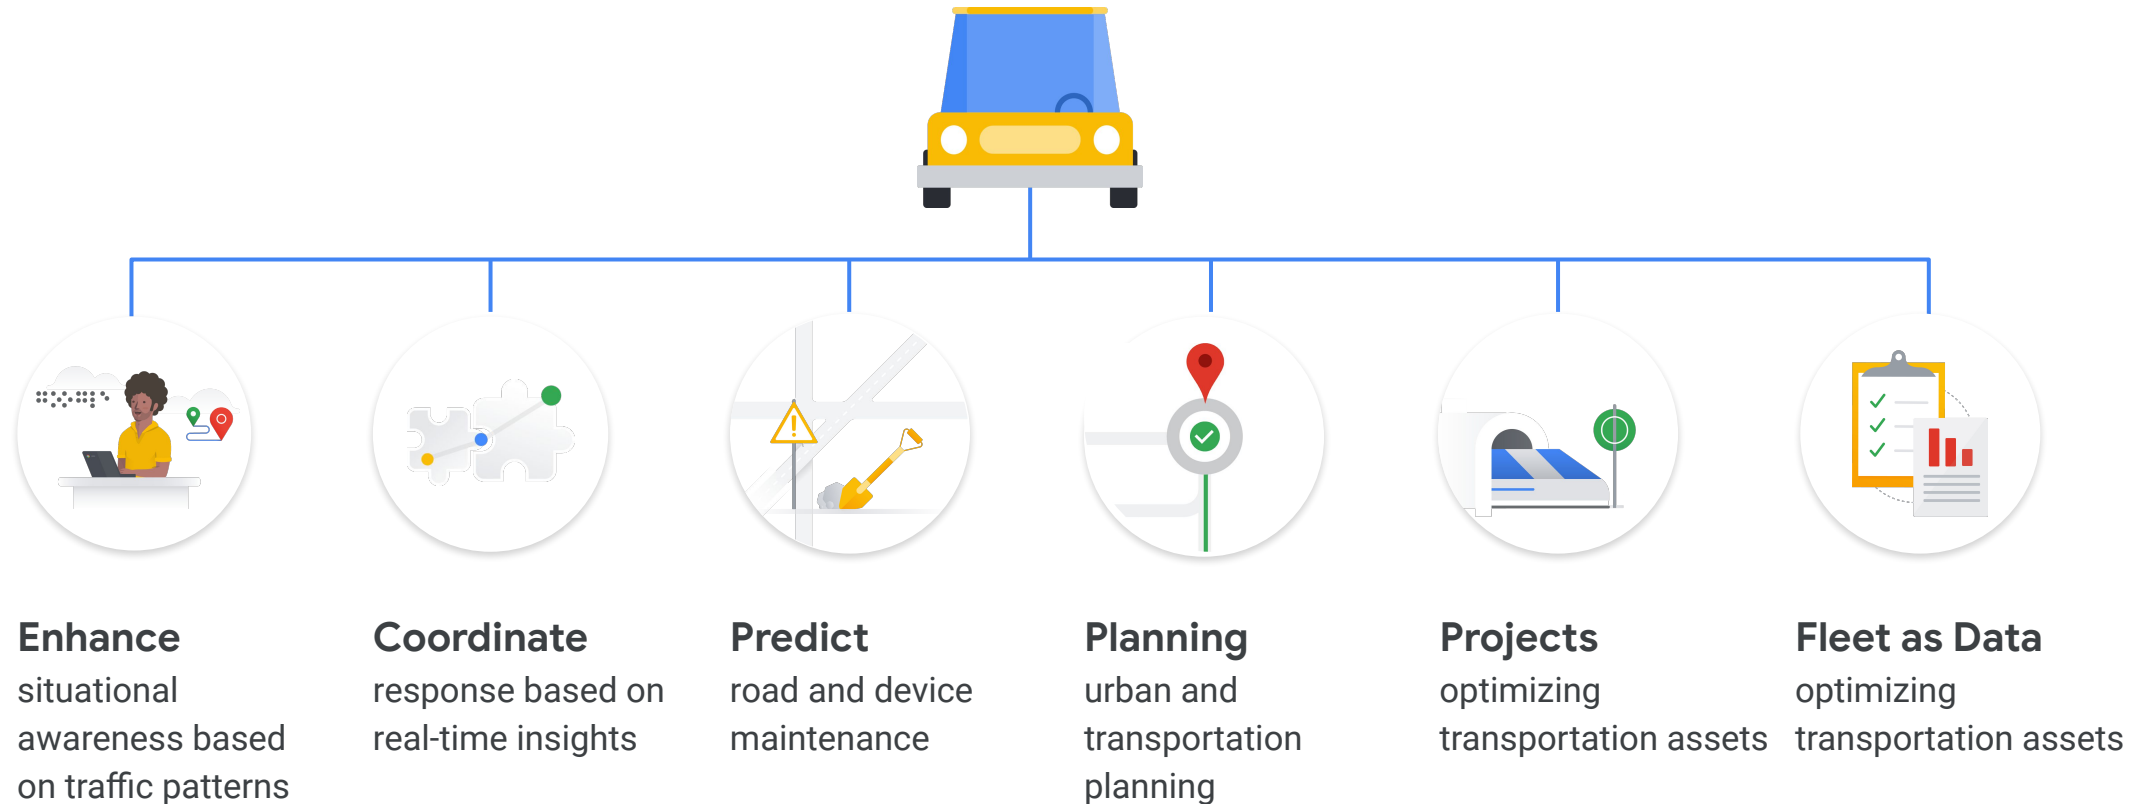 Enhance
situational
awareness based
on traffic patterns
Coordinate
response based on
real-time insights
Predict
road and device
maintenance
Planning
urban and
transportation
planning
Projects
optimizing
transportation assets
Fleet as Data
optimizing
transportation assets